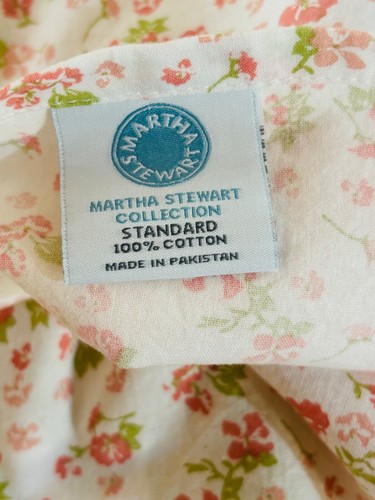 MARTHA
STEWART
MARTHA STEWART
COLLECTION
STANDARD
100% COTTON
MADE IN PAKISTAN